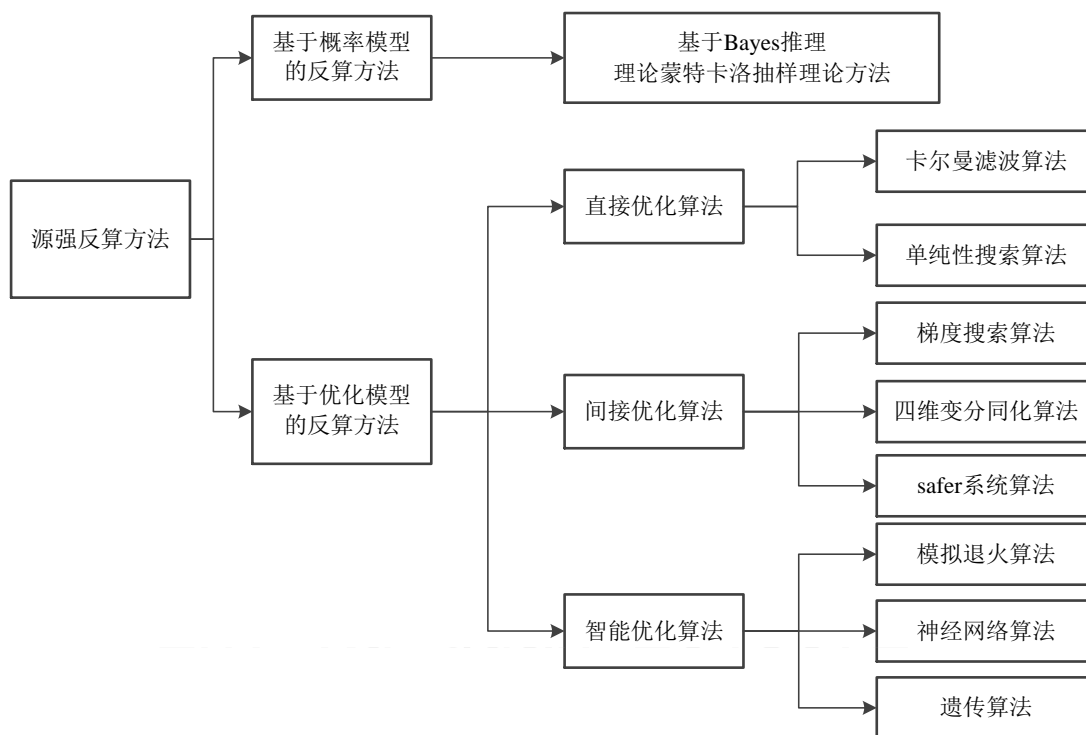 基于概率模型
的反算方法
基于Bayes推理
理论蒙特卡洛抽样理论方法
卡尔曼滤波算法
直接优化算法
源强反算方法
单纯性搜索算法
梯度搜索算法
基于优化模型
的反算方法
间接优化算法
四维变分同化算法
safer系统算法
模拟退火算法
智能优化算法
神经网络算法
遗传算法